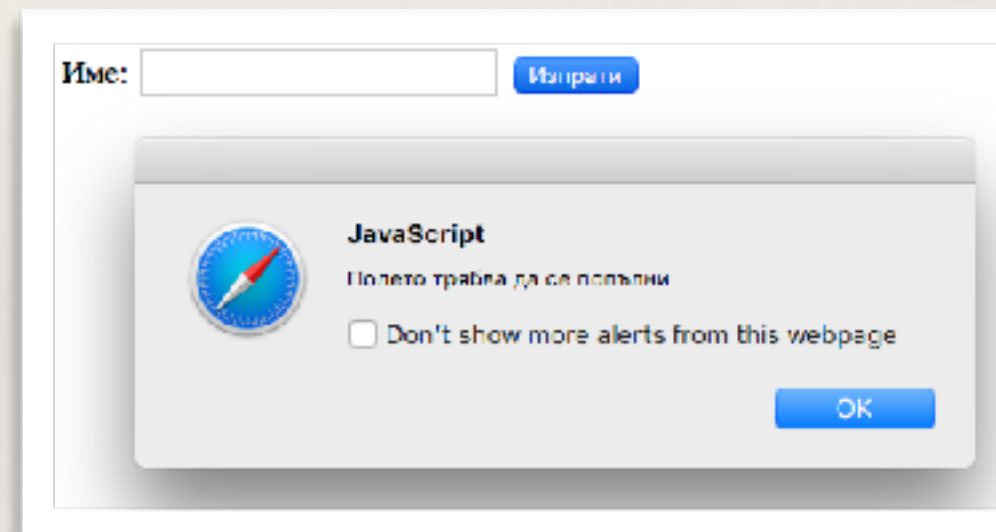 Име: Изпрати
JavaScript
Полето трябва да се попълни
Don't show more alerts from this webpage
OK